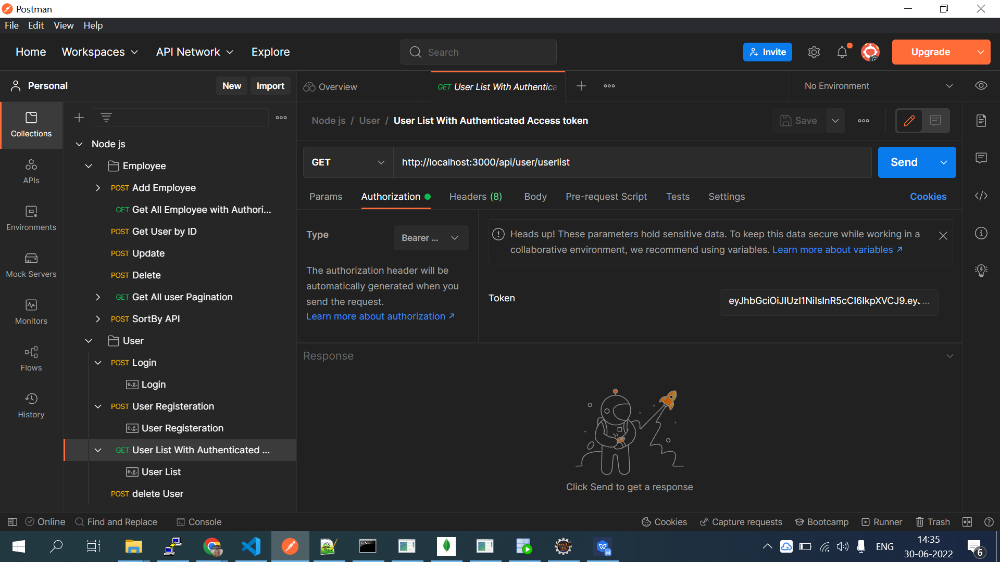 Postman
File Edit View Help
Home Workspaces API Network Explore Search Invite Upgrade
Personal New Import Overview GET User List With Authentica No Environment
Collections
Node js / User / User List With Authenticated Access token Save
Node js
Employee
POST Add Employee
GET Get All Employee with Authori...
POST Get User by ID
POST Update
POST Delete
GET Get All user Pagination
POST SortBy API
User
POST Login
e.g. Login
POST User Registeration
e.g. User Registeration
GET User List With Authenticated ...
e.g. User List
POST delete User
APIs
Environments
Mock Servers
Monitors
Flows
History
GET http://localhost:3000/api/user/userlist Send
Params Authorization Headers (8) Body Pre-request Script Tests Settings Cookies
Type Bearer ...
The authorization header will be
automatically generated when you
send the request.
Learn more about authorization ↗
Heads up! These parameters hold sensitive data. To keep this data secure while working in a
collaborative environment, we recommend using variables. Learn more about variables ↗
Token eyJhbGciOiJIUzI1NiIsInR5cCI6IkpXVCJ9.eyJ...
Response
Click Send to get a response
Online Find and Replace Console Cookies Capture requests Bootcamp Runner Trash
ENG
14:35
30-06-2022
6